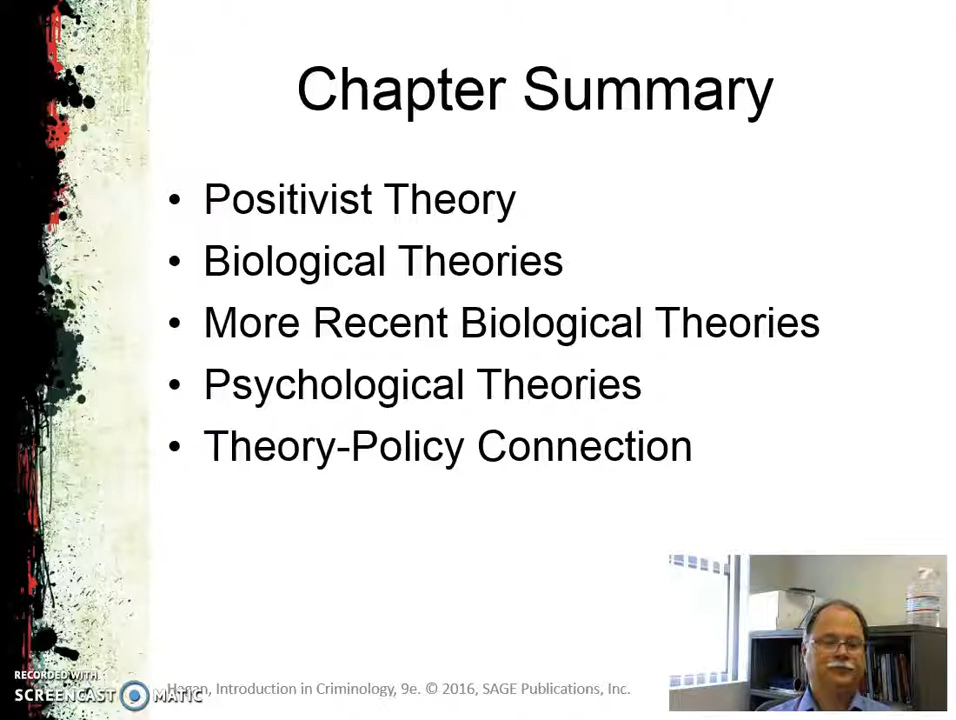 Chapter Summary
• Positivist Theory
• Biological Theories
• More Recent Biological Theories
• Psychological Theories
• Theory-Policy Connection
RECORDED WITH
SCREENCAST MATIC
Hagan, Introduction in Criminology, 9e. © 2016, SAGE Publications, Inc.